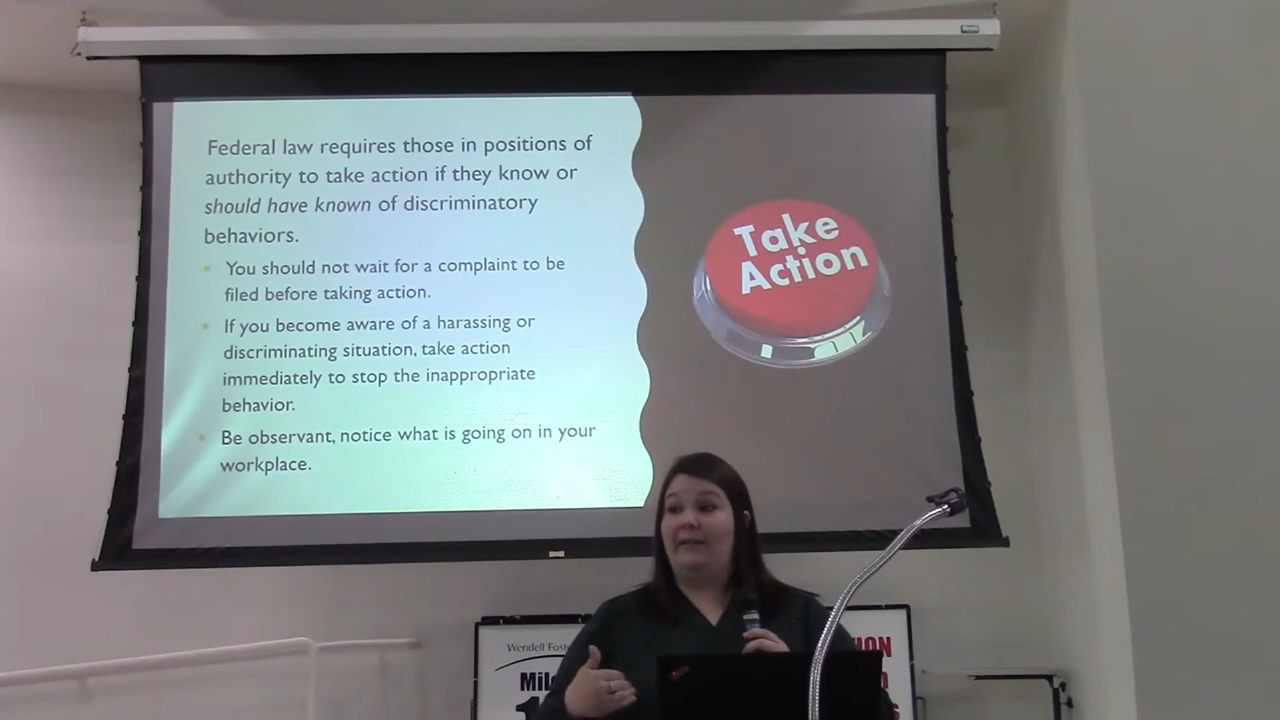 Federal law requires those in positions of
authority to take action if they know or
should have known of discriminatory
behaviors.
You should not wait for a complaint to be
filed before taking action.
If you become aware of a harassing or
discriminating situation, take action
immediately to stop the inappropriate
behavior.
Be observant, notice what is going on in your
workplace.
Take
Action
Wendell